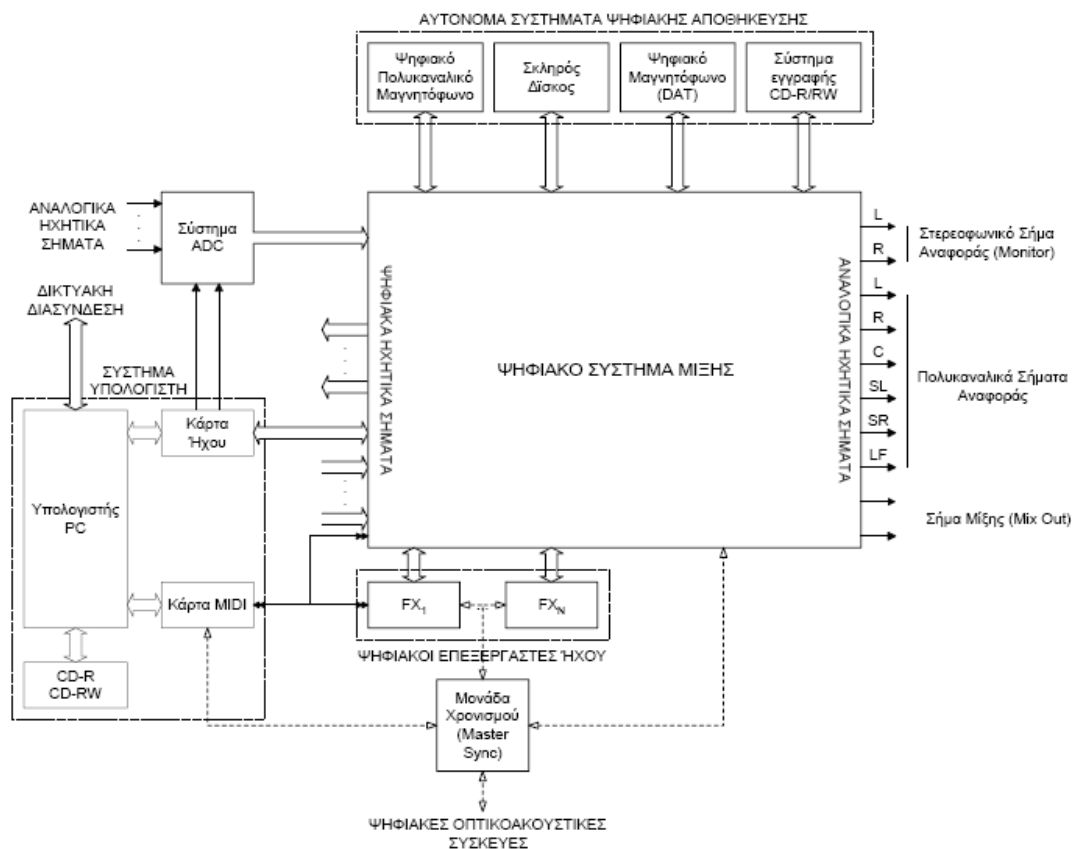 ΑΥΤΟΝΟΜΑ ΣΥΣΤΗΜΑΤΑ ΨΗΦΙΑΚΗΣ ΑΠΟΘΗΚΕΥΣΗΣ
Ψηφιακό
Πολυκαναλικό
Μαγνητόφωνο
Σκληρός
Δίσκος
Ψηφιακό
Μαγνητόφωνο
(DAT)
Σύστημα
εγγραφής
CD-R/RW
ΑΝΑΛΟΓΙΚΑ
ΗΧΗΤΙΚΑ
ΣΗΜΑΤΑ
Σύστημα
ADC
ΔΙΚΤΥΑΚΗ
ΔΙΑΣΥΝΔΕΣΗ
ΣΥΣΤΗΜΑ
ΥΠΟΛΟΓΙΣΤΗ
Κάρτα
Ήχου
Υπολογιστής
PC
Κάρτα MIDI
CD-R
CD-RW
ΨΗΦΙΑΚΑ ΗΧΗΤΙΚΑ ΣΗΜΑΤΑ
ΨΗΦΙΑΚΟ ΣΥΣΤΗΜΑ ΜΙΞΗΣ
ΑΝΑΛΟΓΙΚΑ ΗΧΗΤΙΚΑ ΣΗΜΑΤΑ
L
R
Στερεοφωνικό Σήμα
Αναφοράς (Monitor)
L
R
C
SL
SR
LF
Πολυκαναλικά Σήματα
Αναφοράς
Σήμα Μίξης (Mix Out)
FX1
FXN
ΨΗΦΙΑΚΟΙ ΕΠΕΞΕΡΓΑΣΤΕΣ ΉΧΟΥ
Μονάδα
Χρονισμού
(Master
Sync)
ΨΗΦΙΑΚΕΣ ΟΠΤΙΚΟΑΚΟΥΣΤΙΚΕΣ
ΣΥΣΚΕΥΕΣ